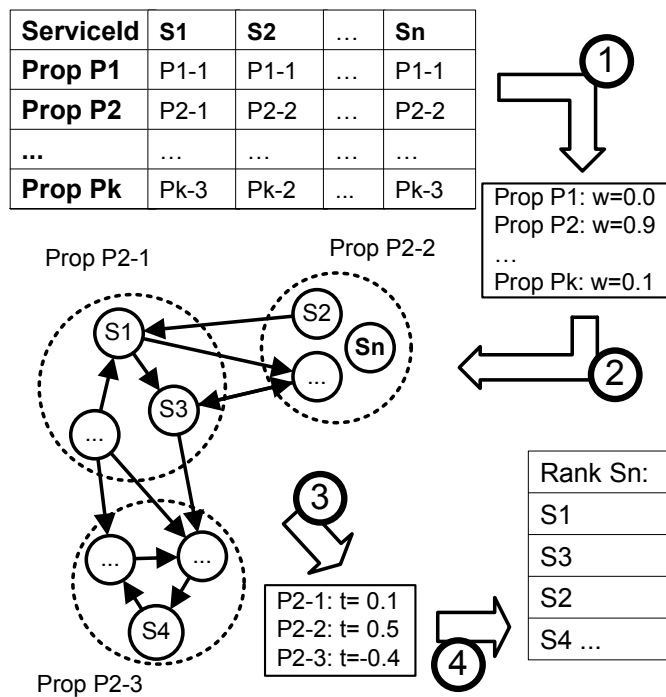 ServiceId S1 S2 … Sn
Prop P1 P1-1 P1-1 … P1-1
Prop P2 P2-1 P2-2 … P2-2
... … … … …
Prop Pk Pk-3 Pk-2 ... Pk-3
1
Prop P1: w=0.0
Prop P2: w=0.9
…
Prop Pk: w=0.1
2
Prop P2-1
Prop P2-2
S1
S2
Sn
...
S3
...
...
...
S4
Prop P2-3
3
P2-1: t= 0.1
P2-2: t= 0.5
P2-3: t=-0.4
4
Rank Sn:
S1
S3
S2
S4 ...